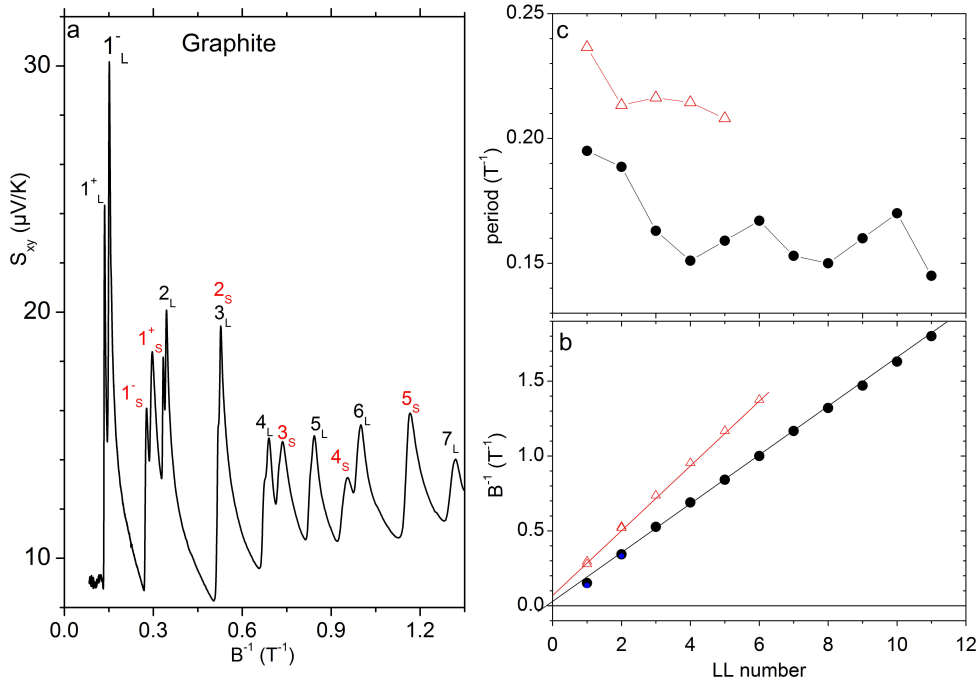 a
Graphite
1⁻L
1⁺L
2L
2S
3L
1⁺S
1⁻S
4L
3S
5L
4S
6L
5S
7L
30
20
10
Sxy (µV/K)
0.0 0.3 0.6 0.9 1.2
B⁻¹ (T⁻¹)
c
0.25
0.20
0.15
period (T⁻¹)
b
1.5
1.0
0.5
0.0
B⁻¹ (T⁻¹)
0 2 4 6 8 10 12
LL number